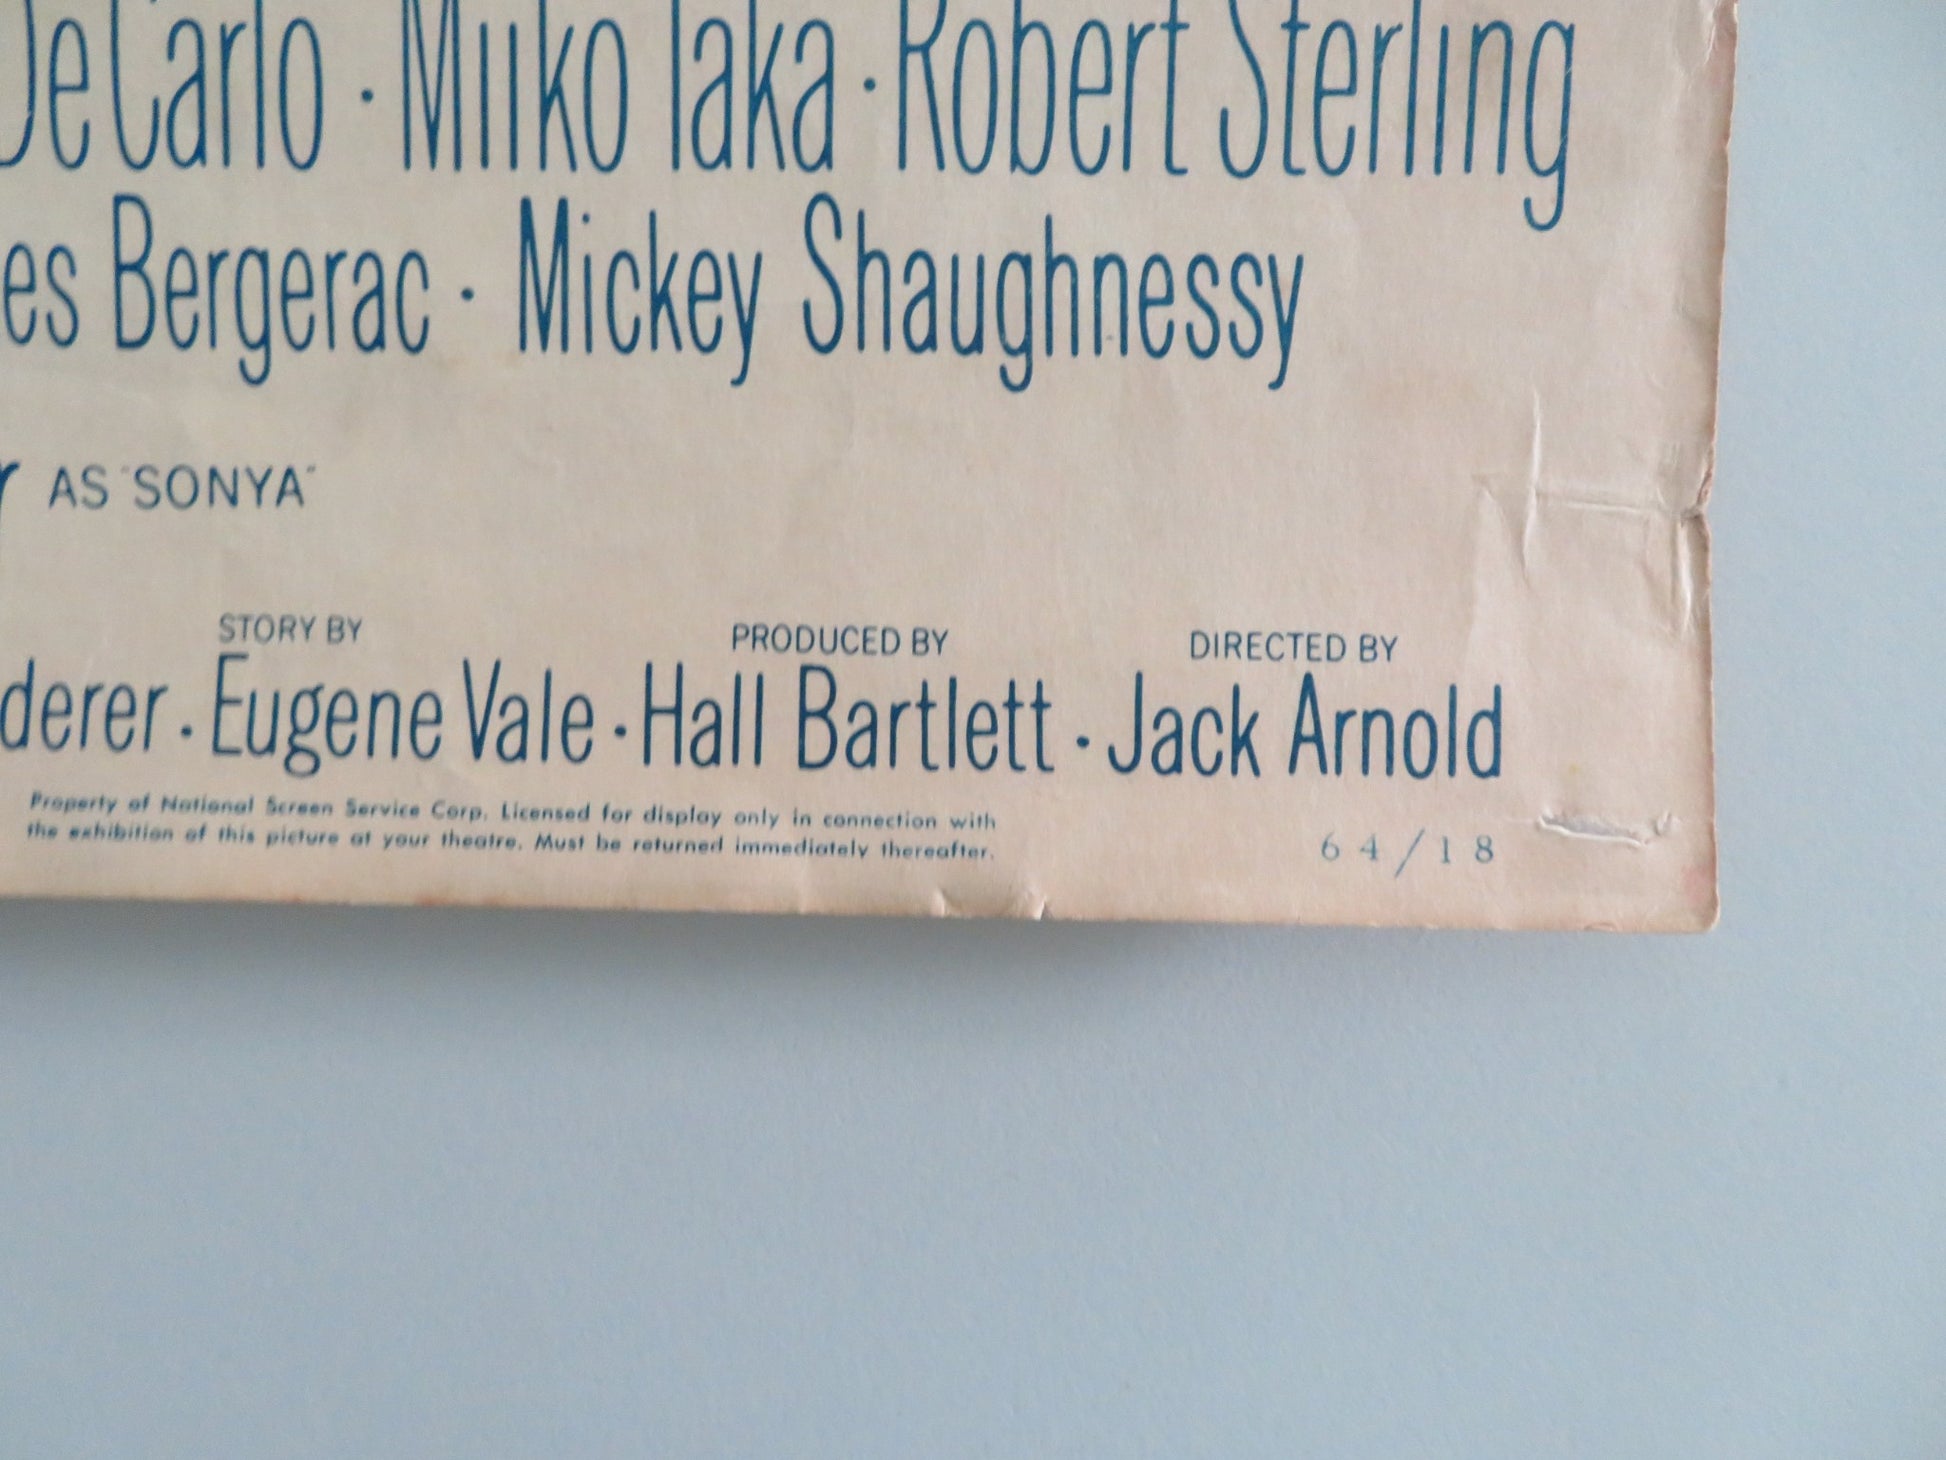 DeCarlo · Miiko Taka · Robert Sterling
es Bergerac · Mickey Shaughnessy
r AS "SONYA"
STORY BY PRODUCED BY DIRECTED BY
derer · Eugene Vale · Hall Bartlett · Jack Arnold
Property of National Screen Service Corp. Licensed for display only in connection with
the exhibition of this picture at your theatre. Must be returned immediately thereafter.
64/18